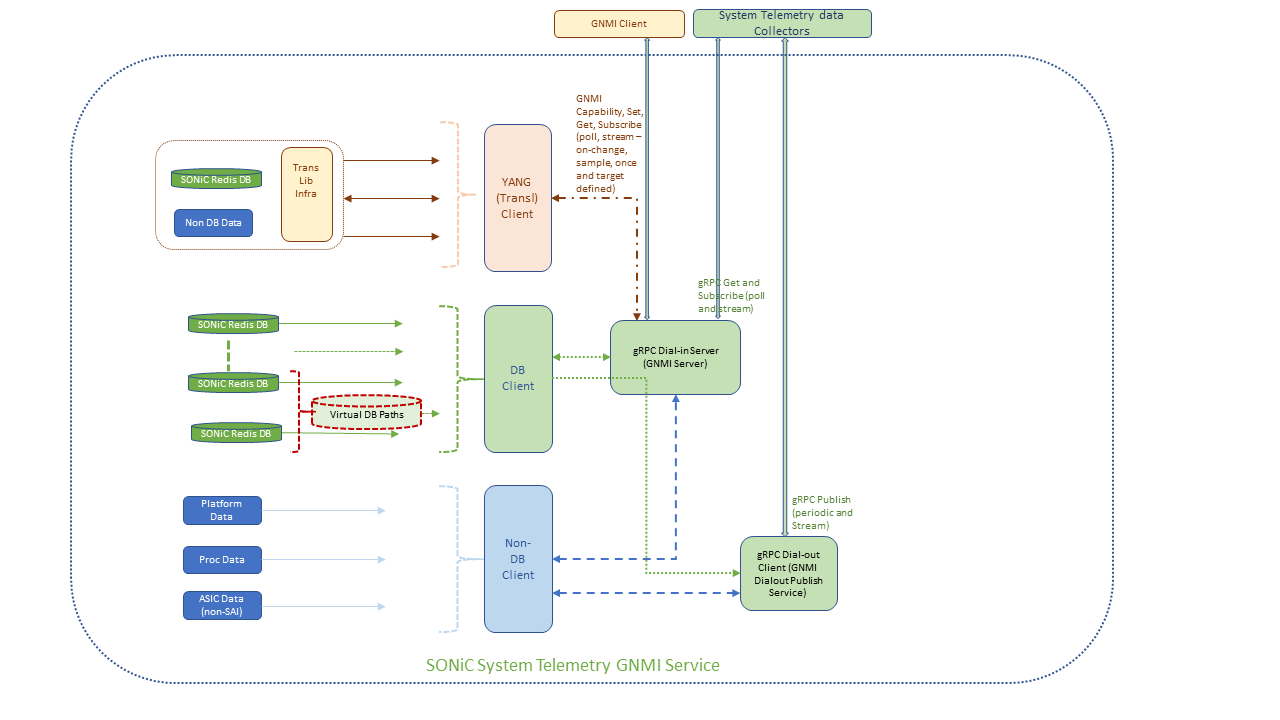 GNMI Client
System Telemetry data
Collectors
GNMI
Capability, Set,
Get, Subscribe
(poll, stream –
on-change,
sample, once
and target
defined)
Trans
Lib
Infra
SONiC Redis DB
Non DB Data
YANG
(Transl)
Client
gRPC Get and
Subscribe (poll
and stream)
SONiC Redis DB
SONiC Redis DB
Virtual DB Paths
SONiC Redis DB
DB
Client
gRPC Dial-in Server
(GNMI Server)
Platform
Data
Proc Data
ASIC Data
(non-SAI)
Non-
DB
Client
gRPC Publish
(periodic and
Stream)
gRPC Dial-out
Client (GNMI
Dialout Publish
Service)
SONiC System Telemetry GNMI Service